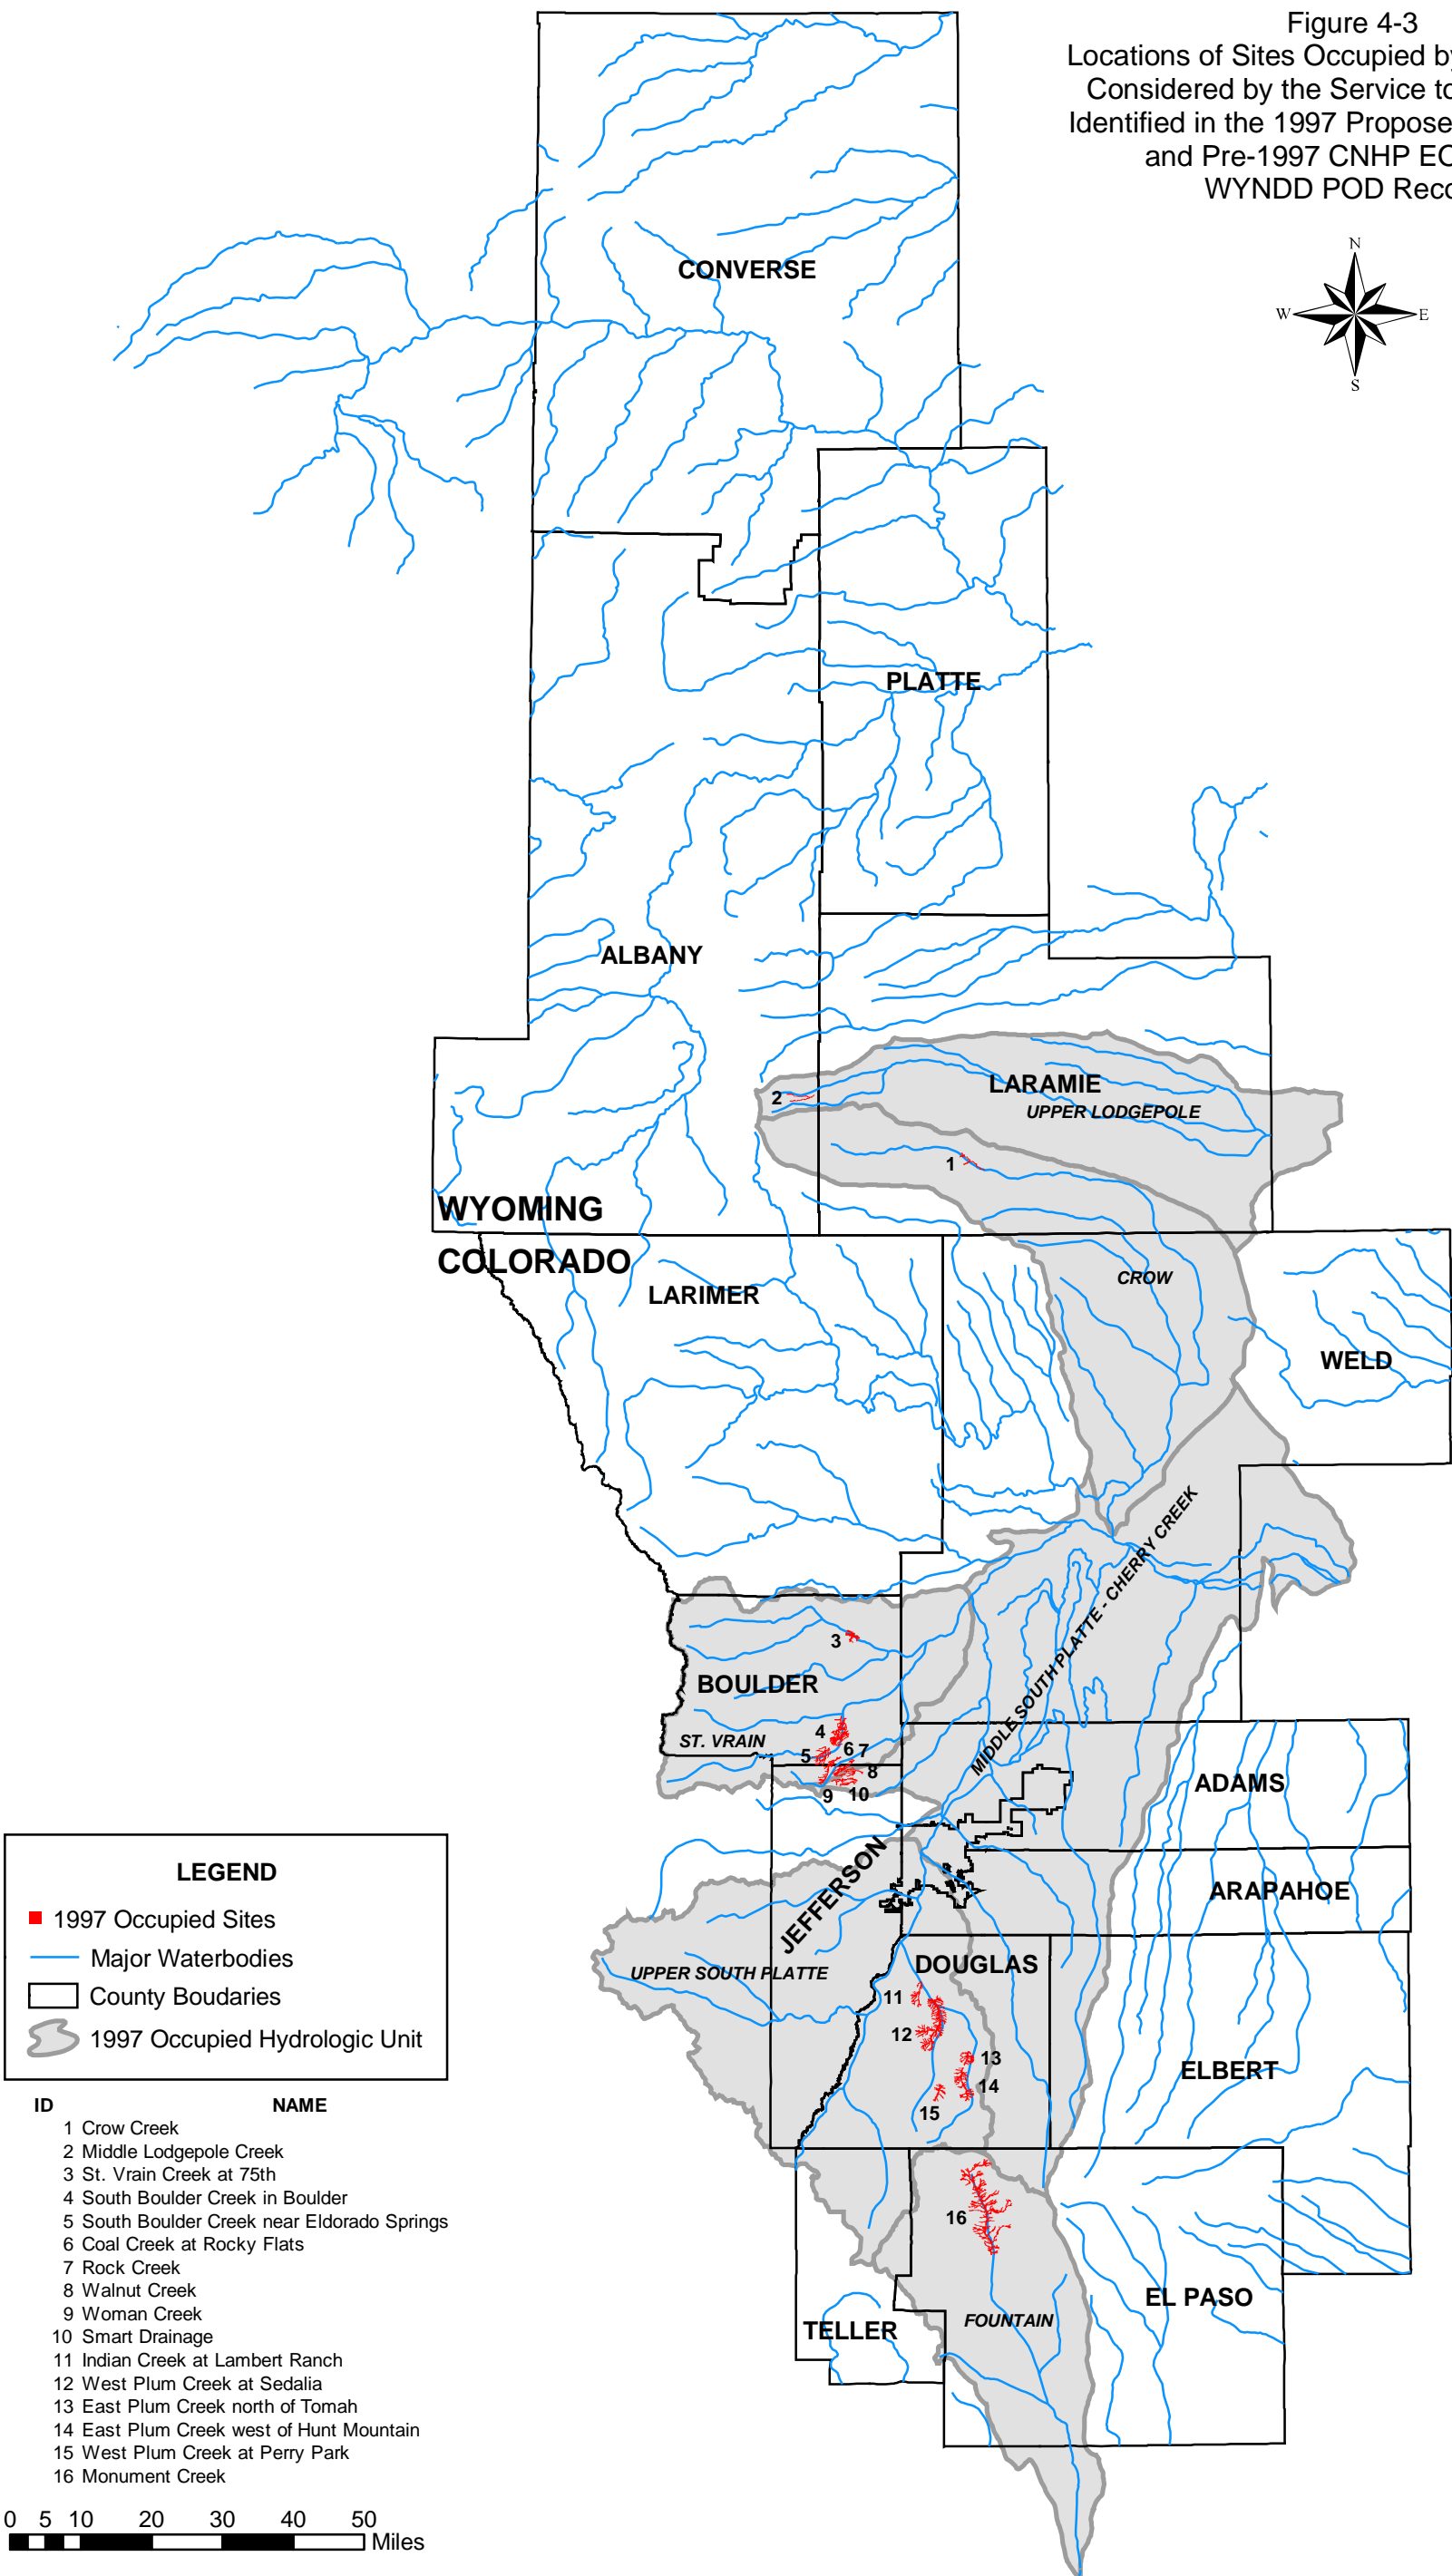 Figure 4-3
Locations of Sites Occupied by
Considered by the Service to
Identified in the 1997 Propose
and Pre-1997 CNHP EO
WYNDD POD Reco
N
W
E
S
CONVERSE
PLATTE
ALBANY
LARAMIE
2
UPPER LODGEPOLE
1
WYOMING
COLORADO
CROW
LARIMER
WELD
MIDDLE SOUTH PLATTE - CHERRY CREEK
3
BOULDER
4
ST. VRAIN
5
6
7
8
9
10
ADAMS
JEFFERSON
ARAPAHOE
DOUGLAS
UPPER SOUTH PLATTE
11
12
13
14
15
ELBERT
16
EL PASO
FOUNTAIN
TELLER
LEGEND
1997 Occupied Sites
Major Waterbodies
County Boudaries
1997 Occupied Hydrologic Unit
ID NAME
1 Crow Creek
2 Middle Lodgepole Creek
3 St. Vrain Creek at 75th
4 South Boulder Creek in Boulder
5 South Boulder Creek near Eldorado Springs
6 Coal Creek at Rocky Flats
7 Rock Creek
8 Walnut Creek
9 Woman Creek
10 Smart Drainage
11 Indian Creek at Lambert Ranch
12 West Plum Creek at Sedalia
13 East Plum Creek north of Tomah
14 East Plum Creek west of Hunt Mountain
15 West Plum Creek at Perry Park
16 Monument Creek
0 5 10 20 30 40 50
Miles